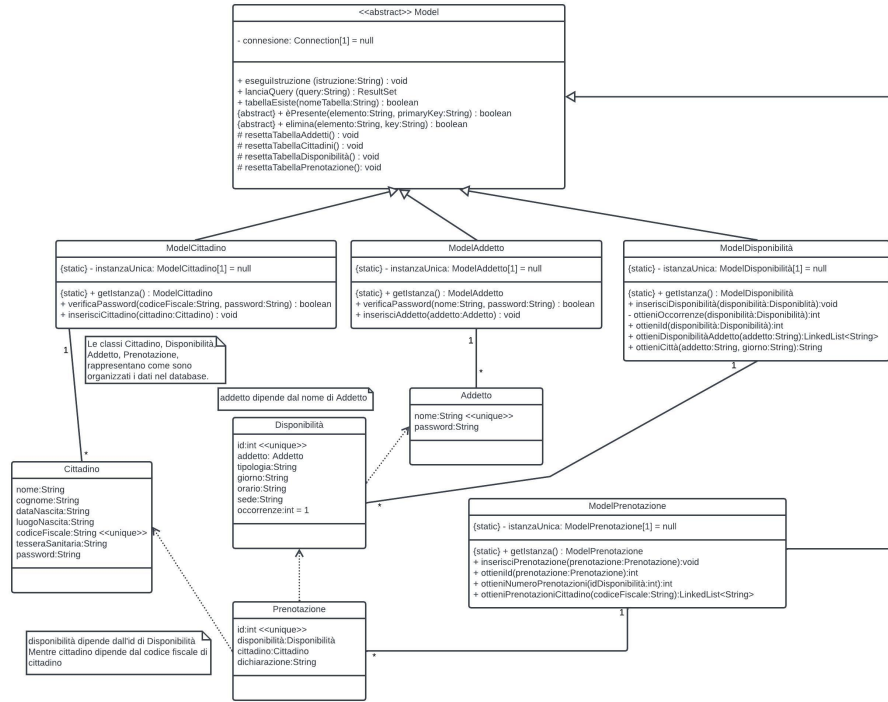 <<abstract>> Model
- connesione: Connection[1] = null
+ eseguiIstruzione (istruzione:String) : void
+ lanciaQuery (query:String) : ResultSet
+ tabellaEsiste(nomeTabella:String) : boolean
{abstract} + èPresente(elemento:String, primaryKey:String) : boolean
{abstract} + elimina(elemento:String, key:String) : boolean
# resettaTabellaAddetti() : void
# resettaTabellaCittadini() : void
# resettaTabellaDisponibilità() : void
# resettaTabellaPrenotazione(): void
ModelCittadino
{static} - instanzaUnica: ModelCittadino[1] = null
{static} + getIstanza() : ModelCittadino
+ verificaPassword(codiceFiscale:String, password:String) : boolean
+ inserisciCittadino(cittadino:Cittadino) : void
ModelAddetto
{static} - instanzaUnica: ModelAddetto[1] = null
{static} + getIstanza() : ModelAddetto
+ verificaPassword(nome:String, password:String) : boolean
+ inserisciAddetto(addetto:Addetto) : void
ModelDisponibilità
{static} - istanzaUnica: ModelDisponibilità[1] = null
{static} + getIstanza() : ModelDisponibilità
+ inserisciDisponibilità(disponibilità:Disponiblità):void
- ottieniOccorrenze(disponibilità:Disponibilità):int
+ ottieniId(disponibilità:Disponibilità):int
+ ottieniDisponibilitàAddetto(addetto:String):LinkedList<String>
+ ottieniCittà(addetto:String, giorno:String):String
1
1
1
Le classi Cittadino, Disponibilità,
Addetto, Prenotazione,
rappresentano come sono
organizzati i dati nel database.
*
addetto dipende dal nome di Addetto
Addetto
nome:String <<unique>>
password:String
Disponibilità
id:int <<unique>>
addetto: Addetto
tipologia:String
giorno:String
orario:String
sede:String
occorrenze:int = 1
*
*
Cittadino
nome:String
cognome:String
dataNascita:String
luogoNascita:String
codiceFiscale:String <<unique>>
tesseraSanitaria:String
password:String
ModelPrenotazione
{static} - istanzaUnica: ModelPrenotazione[1] = null
{static} + getIstanza() : ModelPrenotazione
+ inserisciPrenotazione(prenotazione:Prenotazione):void
+ ottieniId(prenotazione:Prenotazione):int
+ ottieniNumeroPrenotazioni(idDisponibilità:int):int
+ ottieniPrenotazioniCittadino(codiceFiscale:String):LinkedList<String>
1
Prenotazione
id:int <<unique>>
disponibilità:Disponibilità
cittadino:Cittadino
dichiarazione:String
*
disponibilità dipende dall'id di Disponibilità
Mentre cittadino dipende dal codice fiscale di
cittadino